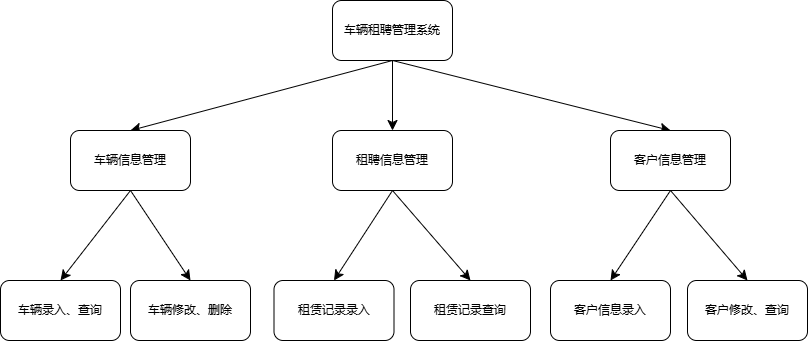 车辆租聘管理系统
车辆信息管理
租聘信息管理
客户信息管理
车辆录入、查询
车辆修改、删除
租赁记录录入
租赁记录查询
客户信息录入
客户修改、查询